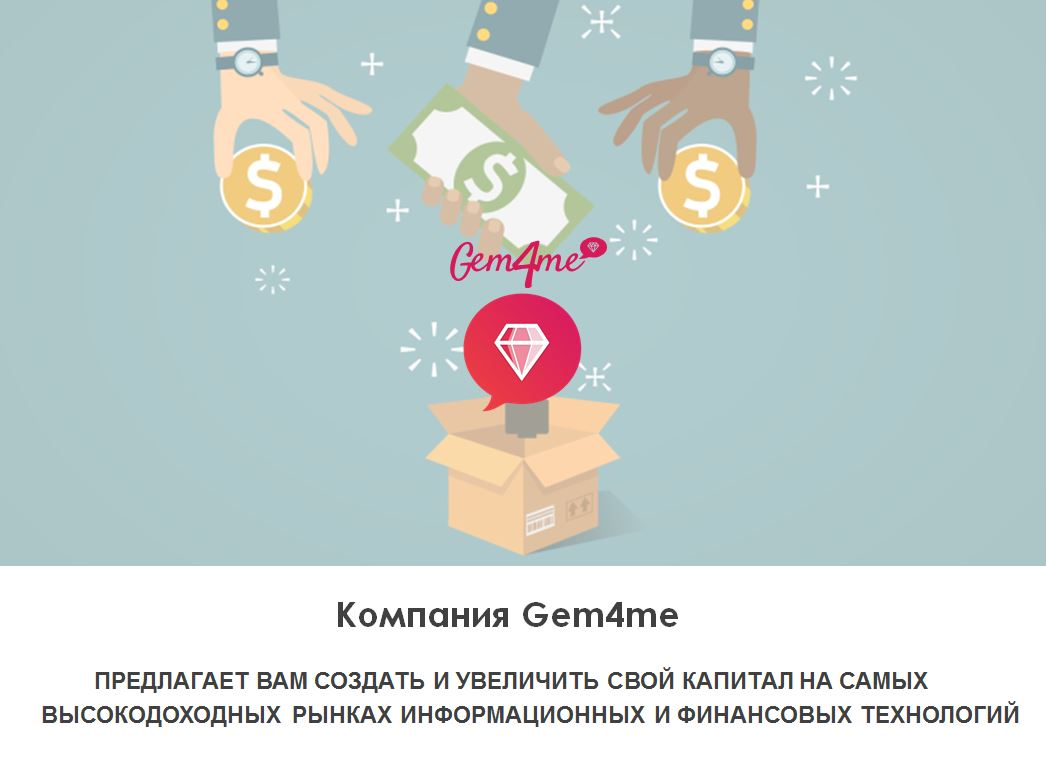 $ $ $
Gem4me
Компания Gem4me
ПРЕДЛАГАЕТ ВАМ СОЗДАТЬ И УВЕЛИЧИТЬ СВОЙ КАПИТАЛ НА САМЫХ
ВЫСОКОДОХОДНЫХ РЫНКАХ ИНФОРМАЦИОННЫХ И ФИНАНСОВЫХ ТЕХНОЛОГИЙ